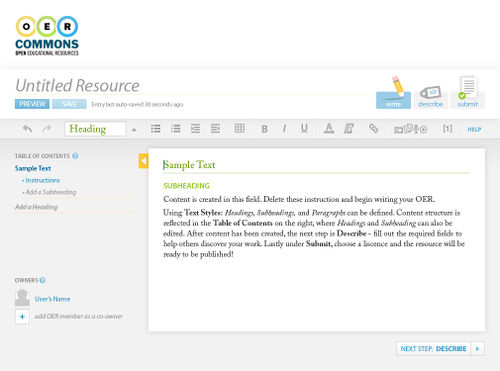 OER
COMMONS
OPEN EDUCATIONAL RESOURCES
Untitled Resource
PREVIEW
SAVE
Entry last auto-saved 30 seconds ago.
write
describe
submit
Heading
B
I
U
A
[1]
HELP
TABLE OF CONTENTS ?
Sample Text
• Instructions
• Add a Subheading
Add a Heading
OWNERS ?
User's Name
+ add OER member as a co-owner
Sample Text
SUBHEADING
Content is created in this field. Delete these instruction and begin writing your OER.
Using Text Styles: Headings, Subheadings, and Paragraphs can be defined. Content structure is
reflected in the Table of Contents on the right, where Headings and Subheading can also be
edited. After content has been created, the next step is Describe - fill out the required fields to
help others discover your work. Lastly under Submit, choose a liscence and the resource will be
ready to be published!
NEXT STEP: DESCRIBE